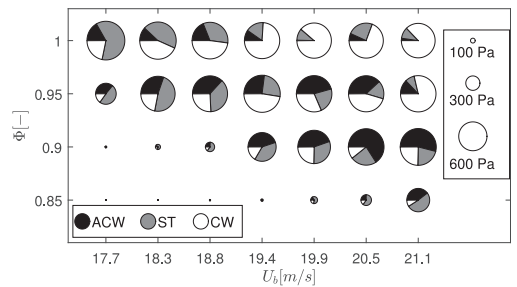 1
0.95
0.9
0.85
Φ[−]
100 Pa
300 Pa
600 Pa
ACW ST CW
17.7 18.3 18.8 19.4 19.9 20.5 21.1
U_b[m/s]